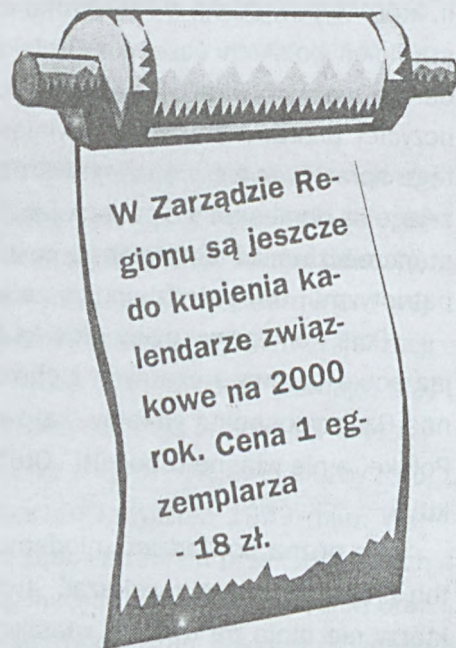 W Zarządzie Re-
gionu są jeszcze
do kupienia ka-
lendarze związ-
kowe na 2000
rok. Cena 1 eg-
zemplarza
- 18 zł.